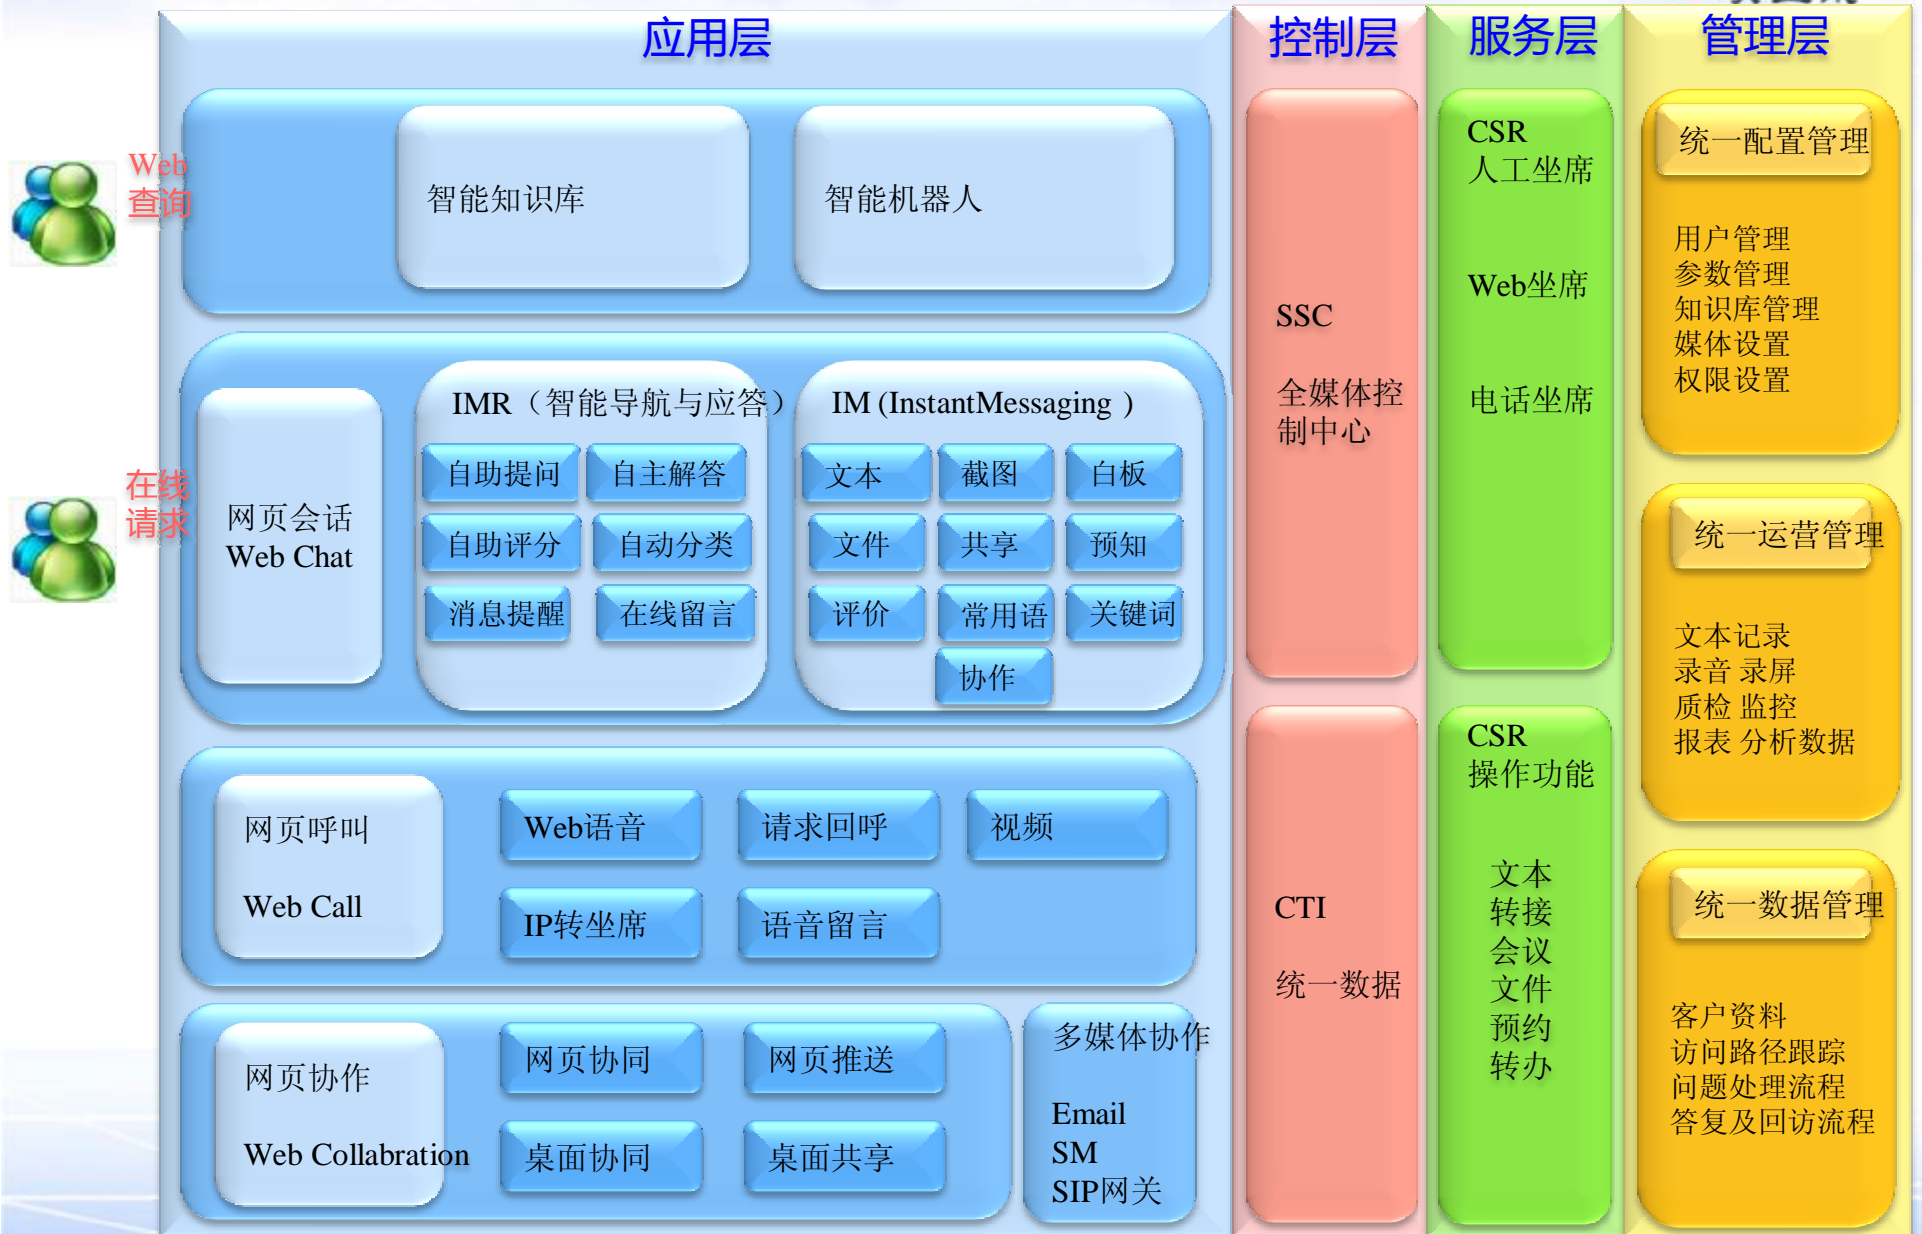 应用层
控制层
服务层
管理层
Web
查询
智能知识库
智能机器人
在线
请求
网页会话
Web Chat
IMR（智能导航与应答）
自助提问
自主解答
自助评分
自动分类
消息提醒
在线留言
IM (InstantMessaging )
文本
截图
白板
文件
共享
预知
评价
常用语
关键词
协作
网页呼叫
Web Call
Web语音
请求回呼
视频
IP转坐席
语音留言
网页协作
Web Collabration
网页协同
网页推送
桌面协同
桌面共享
多媒体协作
Email
SM
SIP网关
SSC
全媒体控
制中心
CTI
统一数据
CSR
人工坐席
Web坐席
电话坐席
CSR
操作功能
文本
转接
会议
文件
预约
转办
统一配置管理
用户管理
参数管理
知识库管理
媒体设置
权限设置
统一运营管理
文本记录
录音 录屏
质检 监控
报表 分析数据
统一数据管理
客户资料
访问路径跟踪
问题处理流程
答复及回访流程